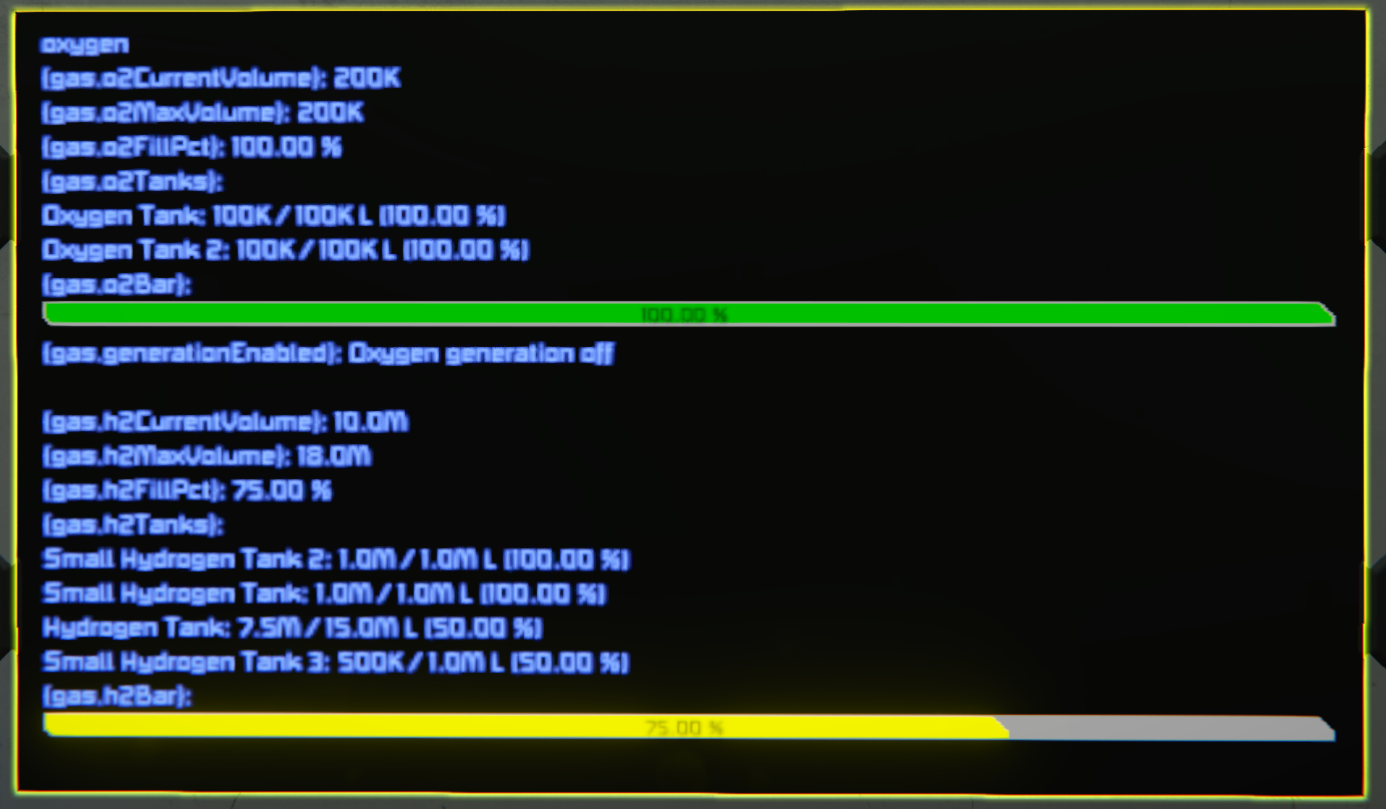 oxygen
{gas.o2CurrentVolume}: 200K
{gas.o2MaxVolume}: 200K
{gas.o2FillPct}: 100.00 %
{gas.o2Tanks}:
Oxygen Tank: 100K / 100K L (100.00 %)
Oxygen Tank 2: 100K / 100K L (100.00 %)
{gas.o2Bar}:
100.00 %
{gas.generationEnabled}: Oxygen generation off
{gas.h2CurrentVolume}: 10.0M
{gas.h2MaxVolume}: 18.0M
{gas.h2FillPct}: 75.00 %
{gas.h2Tanks}:
Small Hydrogen Tank 2: 1.0M / 1.0M L (100.00 %)
Small Hydrogen Tank: 1.0M / 1.0M L (100.00 %)
Hydrogen Tank: 7.5M / 15.0M L (50.00 %)
Small Hydrogen Tank 3: 500K / 1.0M L (50.00 %)
{gas.h2Bar}:
75.00 %